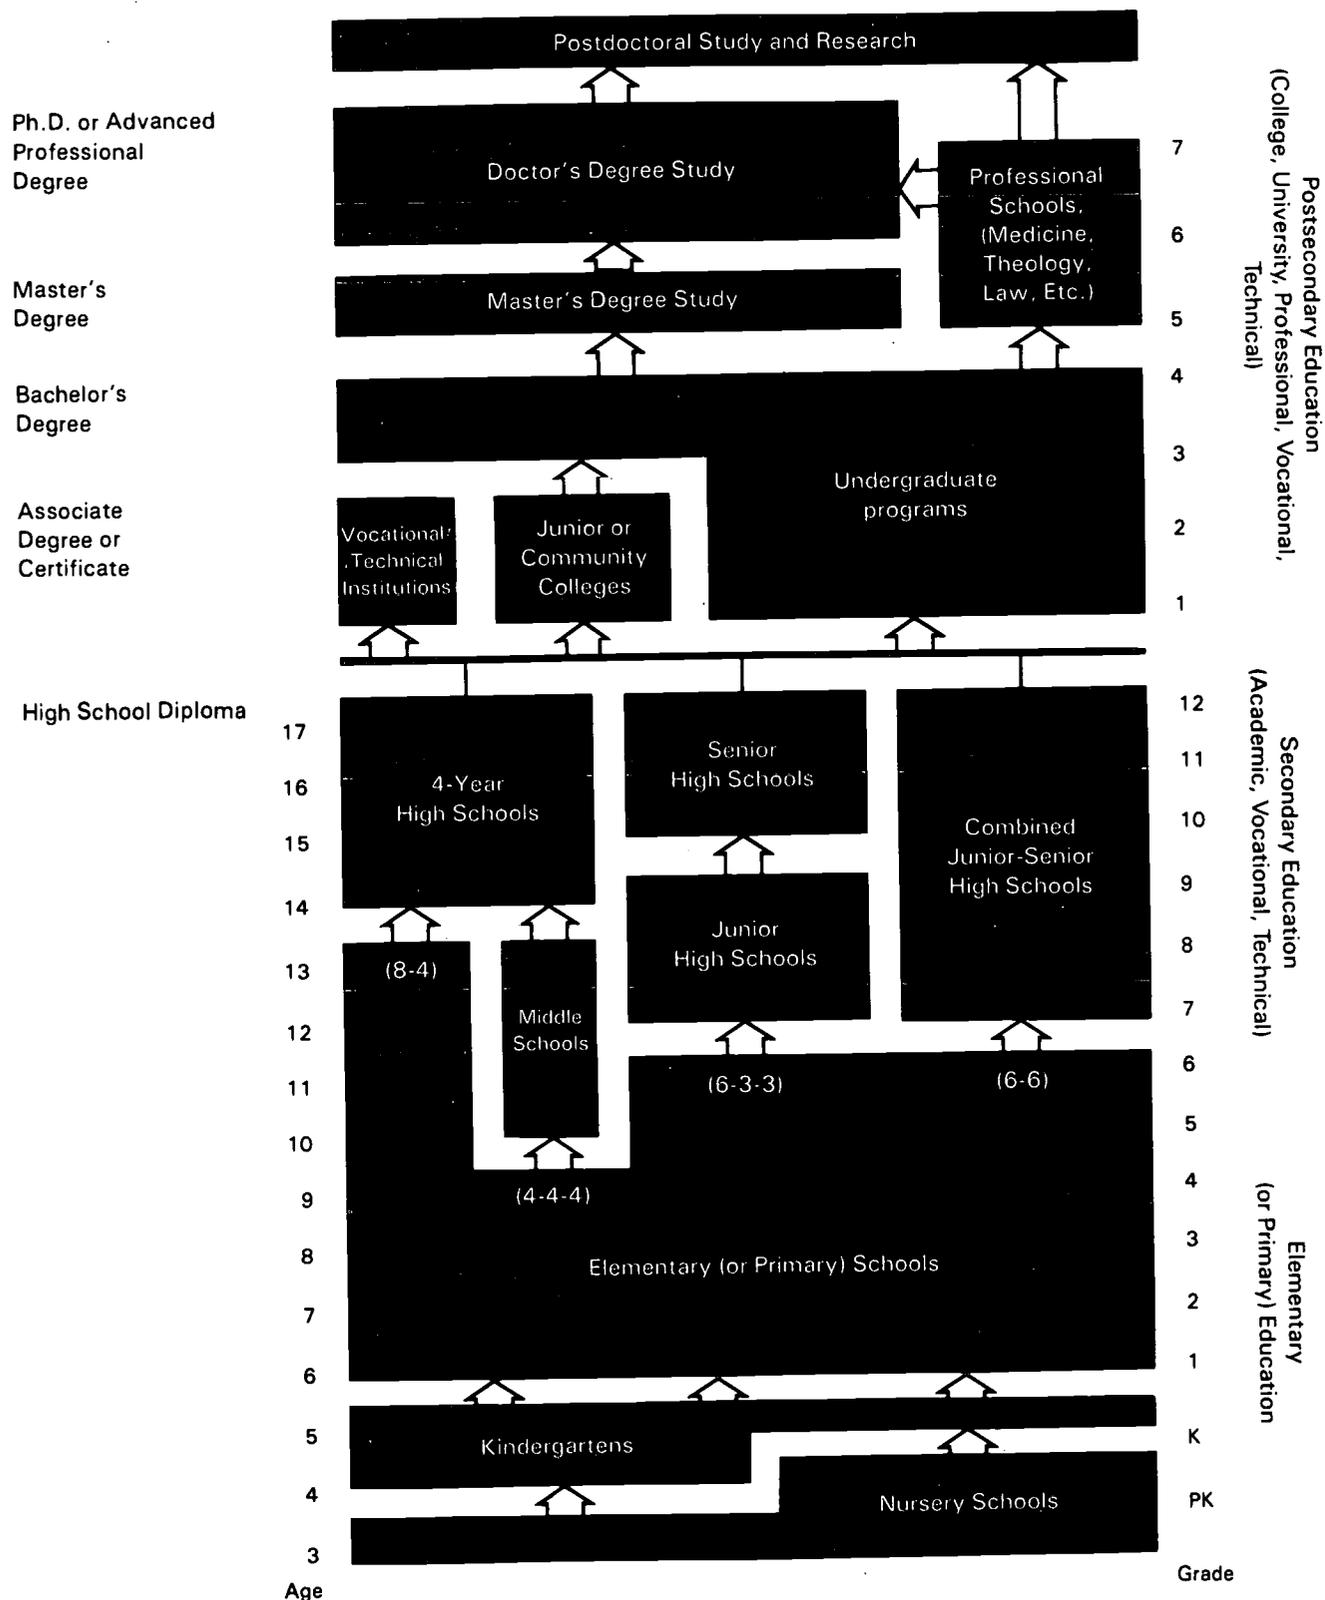 Postdoctoral Study and Research
Ph.D. or Advanced
Professional
Degree
Doctor's Degree Study
Professional
Schools,
(Medicine,
Theology,
Law, Etc.)
7
6
5
Master's
Degree
Master's Degree Study
Bachelor's
Degree
4
3
Undergraduate
programs
2
1
Associate
Degree or
Certificate
Vocational/
Technical
Institutions
Junior or
Community
Colleges
Postsecondary Education
(College, University, Professional, Vocational,
Technical)
High School Diploma
17
16
15
14
13
12
11
10
9
8
7
6
5
4
3
Age
4-Year
High Schools
Senior
High Schools
Combined
Junior-Senior
High Schools
Junior
High Schools
(8-4)
Middle
Schools
(6-3-3)
(6-6)
(4-4-4)
Elementary (or Primary) Schools
Kindergartens
Nursery Schools
12
11
10
9
8
7
6
5
4
3
2
1
K
PK
Grade
Secondary Education
(Academic, Vocational, Technical)
Elementary
(or Primary) Education